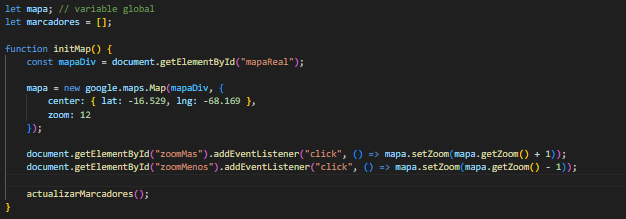 let mapa; // variable global
let marcadores = [];
function initMap() {
const mapaDiv = document.getElementById("mapaReal");
mapa = new google.maps.Map(mapaDiv, {
center: { lat: -16.529, lng: -68.169 },
zoom: 12
});
document.getElementById("zoomMas").addEventListener("click", () => mapa.setZoom(mapa.getZoom() + 1));
document.getElementById("zoomMenos").addEventListener("click", () => mapa.setZoom(mapa.getZoom() - 1));
actualizarMarcadores();
}